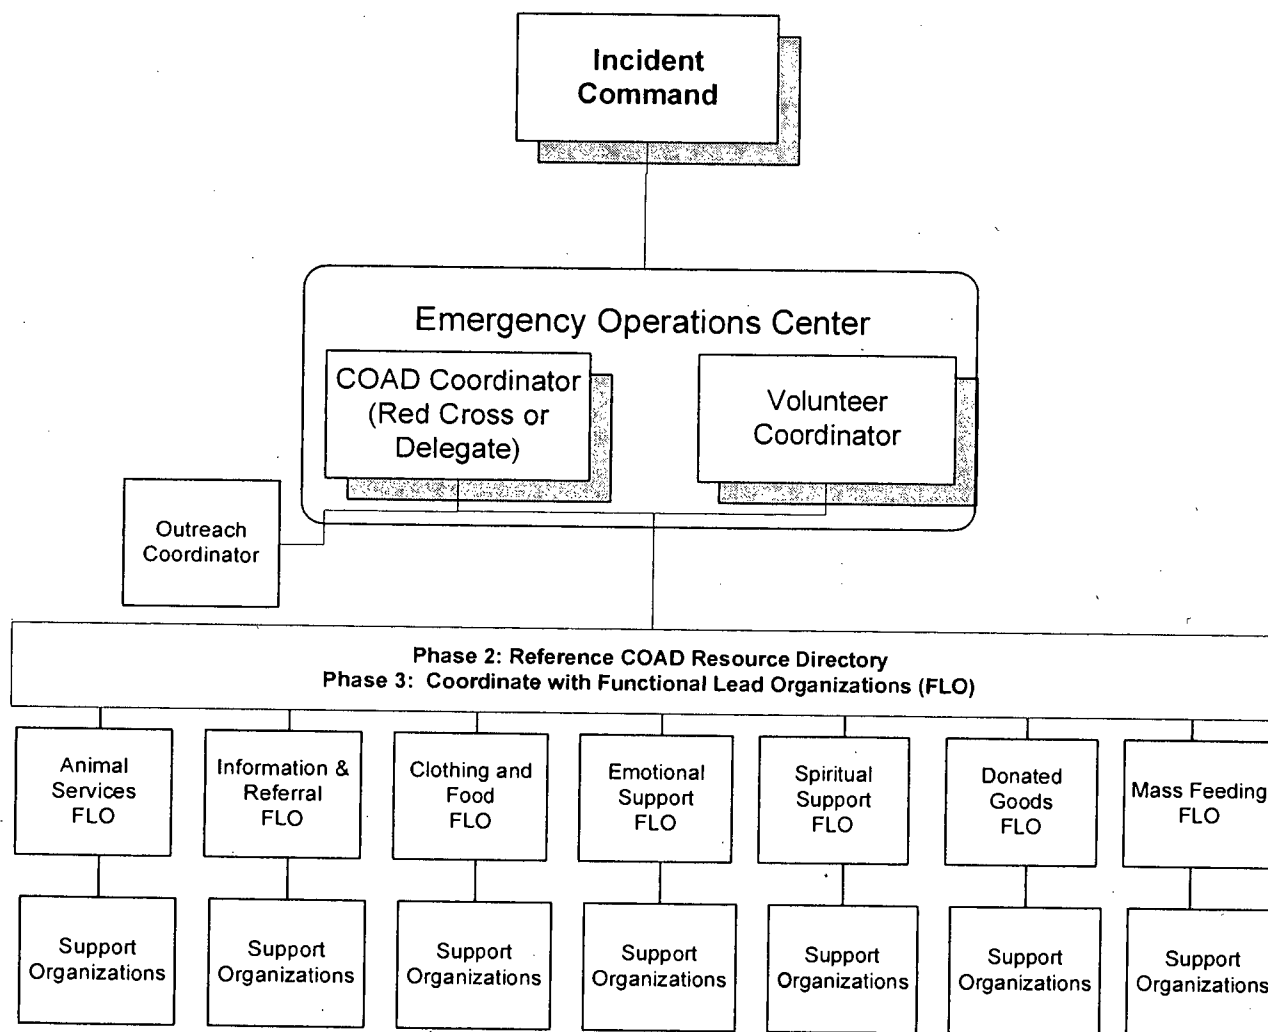 Incident
Command
Emergency Operations Center
COAD Coordinator
(Red Cross or
Delegate)
Volunteer
Coordinator
Outreach
Coordinator
Phase 2: Reference COAD Resource Directory
Phase 3: Coordinate with Functional Lead Organizations (FLO)
Animal
Services
FLO
Information &
Referral
FLO
Clothing and
Food
FLO
Emotional
Support
FLO
Spiritual
Support
FLO
Donated
Goods
FLO
Mass Feeding
FLO
Support
Organizations
Support
Organizations
Support
Organizations
Support
Organizations
Support
Organizations
Support
Organizations
Support
Organizations